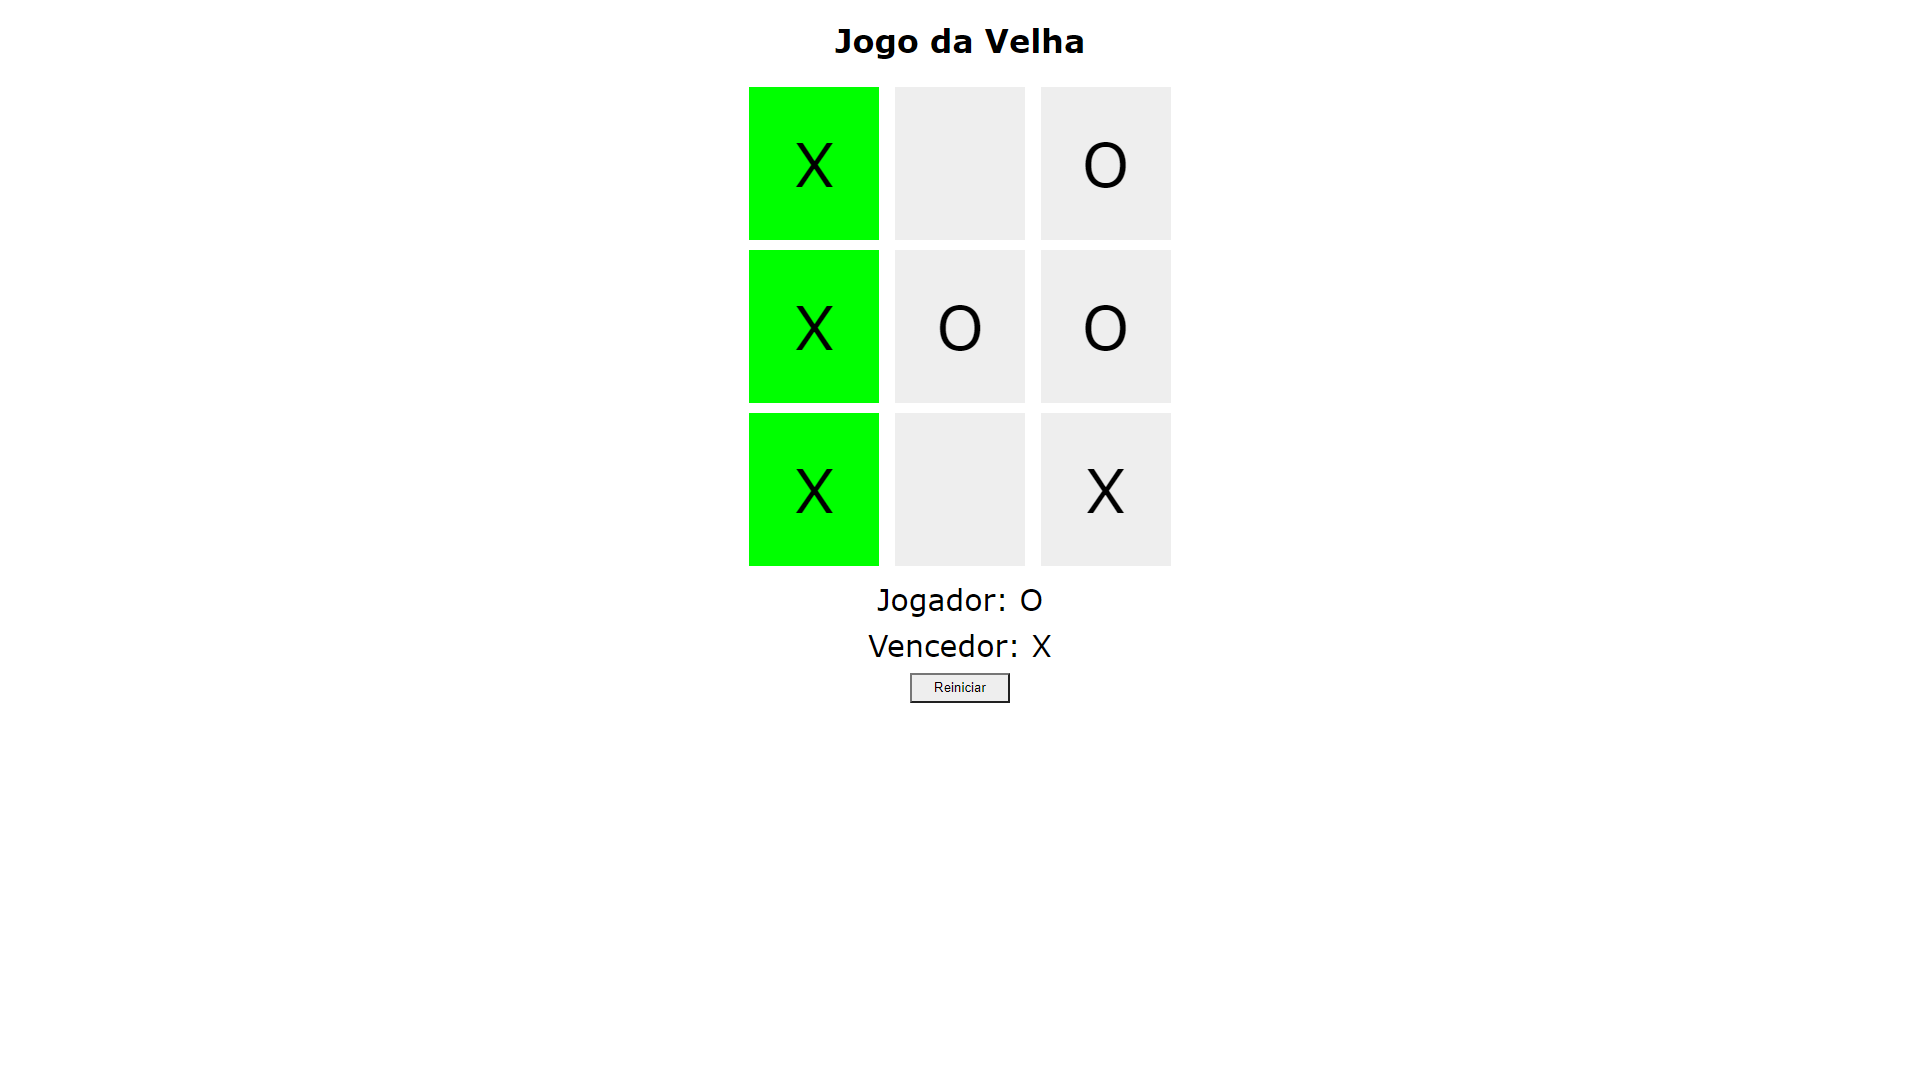 Jogo da Velha
X O
X O O
X X
Jogador: O
Vencedor: X
Reiniciar